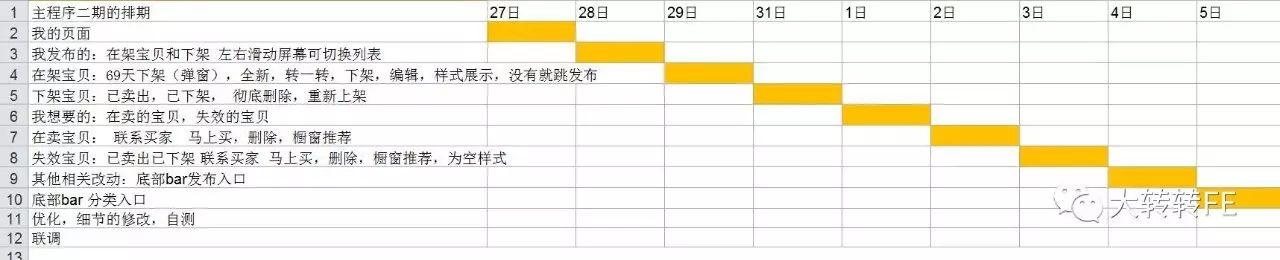 1 主程序二期的排期 27日 28日 29日 31日 1日 2日 3日 4日 5日
2 我的页面
3 我发布的：在架宝贝和下架 左右滑动屏幕可切换列表
4 在架宝贝：69天下架（弹窗），全新，转一转，下架，编辑，样式展示，没有就跳发布
5 下架宝贝：已卖出，已下架， 彻底删除，重新上架
6 我想要的：在卖的宝贝，失效的宝贝
7 在卖宝贝： 联系买家 马上买，删除，橱窗推荐
8 失效宝贝：已卖出已下架 联系买家 马上买，删除，橱窗推荐，为空样式
9 其他相关改动：底部bar发布入口
10 底部bar 分类入口
大转转FE
11 优化，细节的修改，自测
12 联调
13